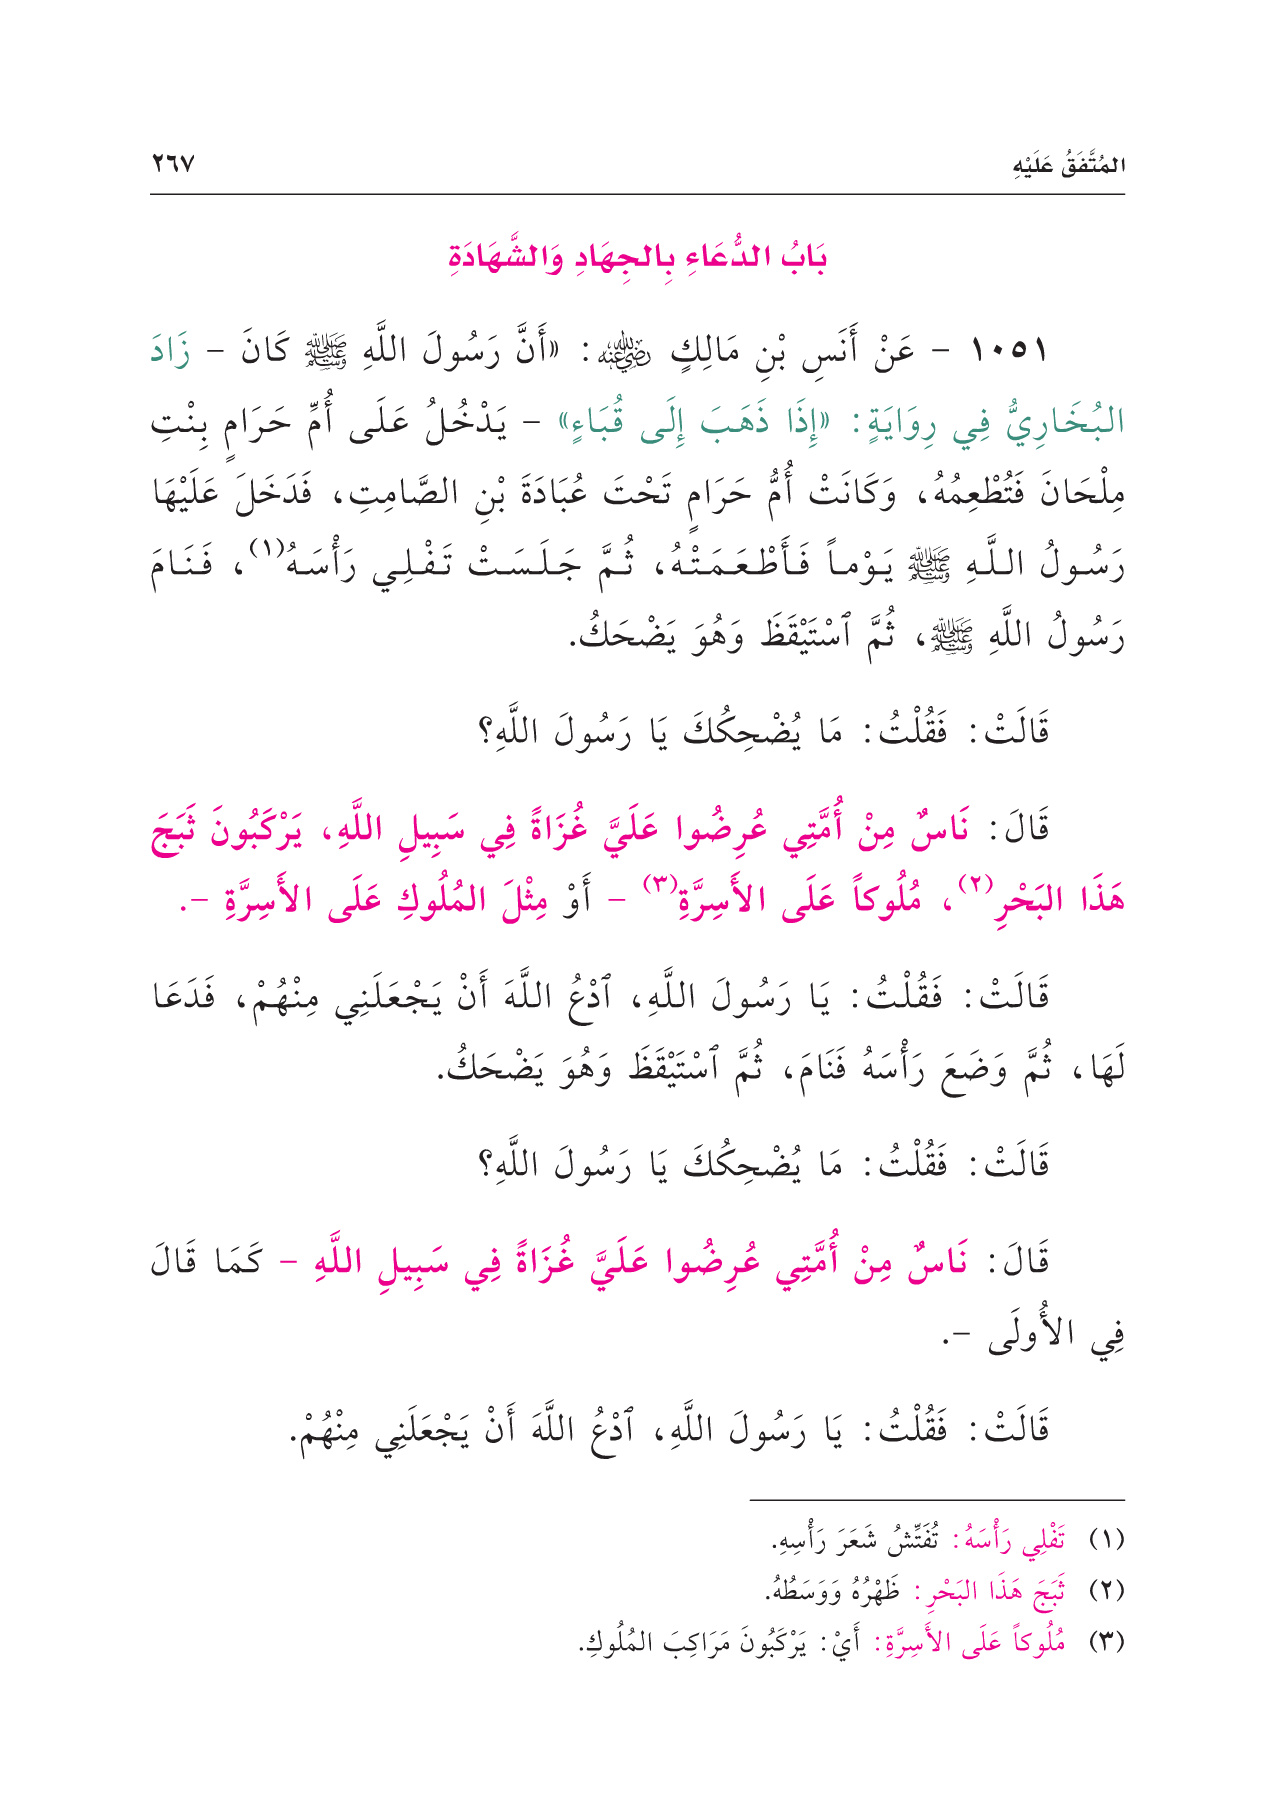 المُتَّفَقُ عَلَيْهِ ٢٦٧
بَابُ الدُّعَاءِ بِالجِهَادِ وَالشَّهَادَةِ
١٠٥١ - عَنْ أَنَسِ بْنِ مَالِكٍ رضي الله عنه: «أَنَّ رَسُولَ اللَّهِ ﷺ كَانَ - زَادَ
البُخَارِيُّ فِي رِوَايَةٍ: «إِذَا ذَهَبَ إِلَى قُبَاءٍ» - يَدْخُلُ عَلَى أُمِّ حَرَامٍ بِنْتِ
مِلْحَانَ فَتُطْعِمُهُ، وَكَانَتْ أُمُّ حَرَامٍ تَحْتَ عُبَادَةَ بْنِ الصَّامِتِ، فَدَخَلَ عَلَيْهَا
رَسُولُ اللَّهِ ﷺ يَوْماً فَأَطْعَمَتْهُ، ثُمَّ جَلَسَتْ تَفْلِي رَأْسَهُ(١)، فَنَامَ
رَسُولُ اللَّهِ ﷺ، ثُمَّ ٱسْتَيْقَظَ وَهُوَ يَضْحَكُ.
قَالَتْ: فَقُلْتُ: مَا يُضْحِكُكَ يَا رَسُولَ اللَّهِ؟
قَالَ: نَاسٌ مِنْ أُمَّتِي عُرِضُوا عَلَيَّ غُزَاةً فِي سَبِيلِ اللَّهِ، يَرْكَبُونَ ثَبَجَ
هَذَا البَحْرِ(٢)، مُلُوكاً عَلَى الأَسِرَّةِ(٣) - أَوْ مِثْلَ المُلُوكِ عَلَى الأَسِرَّةِ -.
قَالَتْ: فَقُلْتُ: يَا رَسُولَ اللَّهِ، ٱدْعُ اللَّهَ أَنْ يَجْعَلَنِي مِنْهُمْ، فَدَعَا
لَهَا، ثُمَّ وَضَعَ رَأْسَهُ فَنَامَ، ثُمَّ ٱسْتَيْقَظَ وَهُوَ يَضْحَكُ.
قَالَتْ: فَقُلْتُ: مَا يُضْحِكُكَ يَا رَسُولَ اللَّهِ؟
قَالَ: نَاسٌ مِنْ أُمَّتِي عُرِضُوا عَلَيَّ غُزَاةً فِي سَبِيلِ اللَّهِ - كَمَا قَالَ
فِي الأُولَى -.
قَالَتْ: فَقُلْتُ: يَا رَسُولَ اللَّهِ، ٱدْعُ اللَّهَ أَنْ يَجْعَلَنِي مِنْهُمْ.
(١) تَفْلِي رَأْسَهُ: تُفَتِّشُ شَعَرَ رَأْسِهِ.
(٢) ثَبَجَ هَذَا البَحْرِ: ظَهْرُهُ وَوَسَطُهُ.
(٣) مُلُوكاً عَلَى الأَسِرَّةِ: أَيْ: يَرْكَبُونَ مَرَاكِبَ المُلُوكِ.